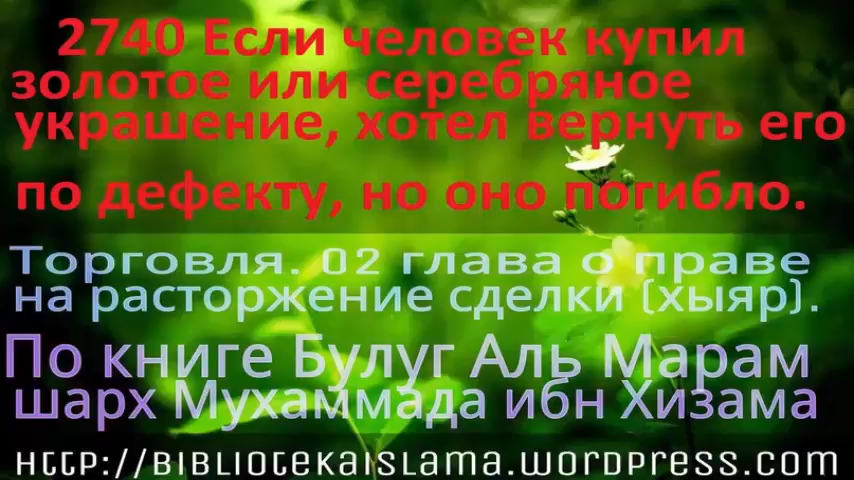 2740 Если человек купил
золотое или серебряное
украшение, хотел вернуть его
по дефекту, но оно погибло.
Торговля. 02 глава о праве
на расторжение сделки (хыяр).
По книге Булуг Аль Марам
шарх Мухаммада ибн Хизама
HTTP://BIBLIOTEKAISLAMA.WORDPRESS.COM